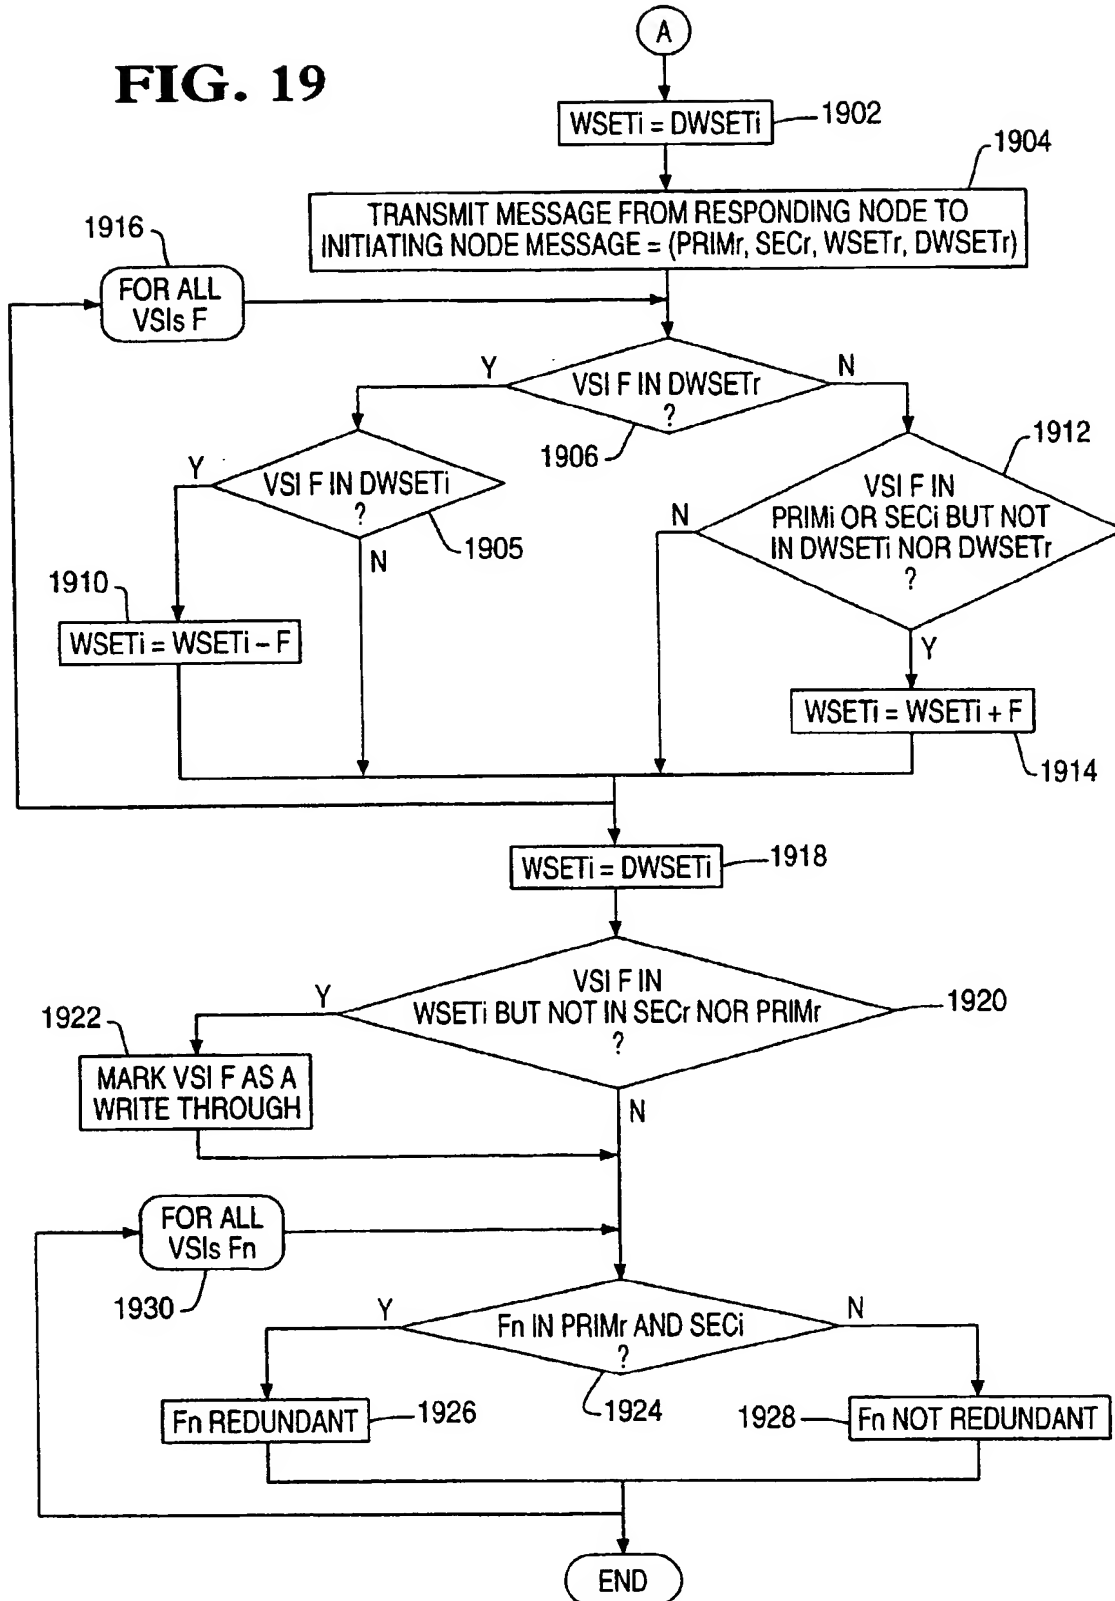 A
FIG. 19
WSETi = DWSETi
1902
1904
TRANSMIT MESSAGE FROM RESPONDING NODE TO
INITIATING NODE MESSAGE = (PRIMr, SECr, WSETr, DWSETr)
1916
FOR ALL
VSIs F
Y
VSI F IN DWSETr
?
N
1906
1912
Y
VSI F IN DWSETi
?
N
1905
N
VSI F IN
PRIMi OR SECi BUT NOT
IN DWSETi NOR DWSETr
?
Y
1910
WSETi = WSETi – F
WSETi = WSETi + F
1914
WSETi = DWSETi
1918
Y
VSI F IN
WSETi BUT NOT IN SECr NOR PRIMr
?
1920
N
1922
MARK VSI F AS A
WRITE THROUGH
FOR ALL
VSIs Fn
1930
Y
Fn IN PRIMr AND SECi
?
N
1924
Fn REDUNDANT
1926
1928
Fn NOT REDUNDANT
END